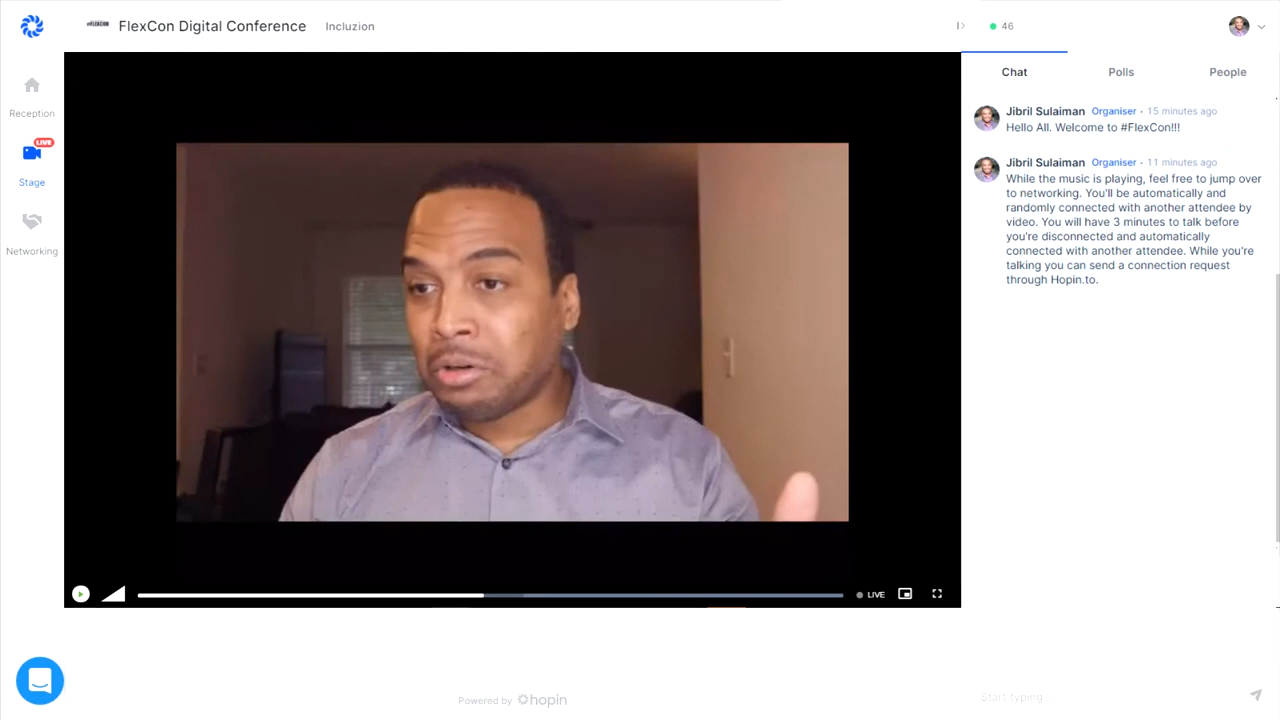 #FLEXCON
FlexCon Digital Conference
Incluzion
46
Reception
LIVE
Stage
Networking
Chat
Polls
People
Jibril Sulaiman Organiser • 15 minutes ago
Hello All. Welcome to #FlexCon!!!
Jibril Sulaiman Organiser • 11 minutes ago
While the music is playing, feel free to jump over
to networking. You'll be automatically and
randomly connected with another attendee by
video. You will have 3 minutes to talk before
you're disconnected and automatically
connected with another attendee. While you're
talking you can send a connection request
through Hopin.to.
LIVE
Powered by hopin
Start typing